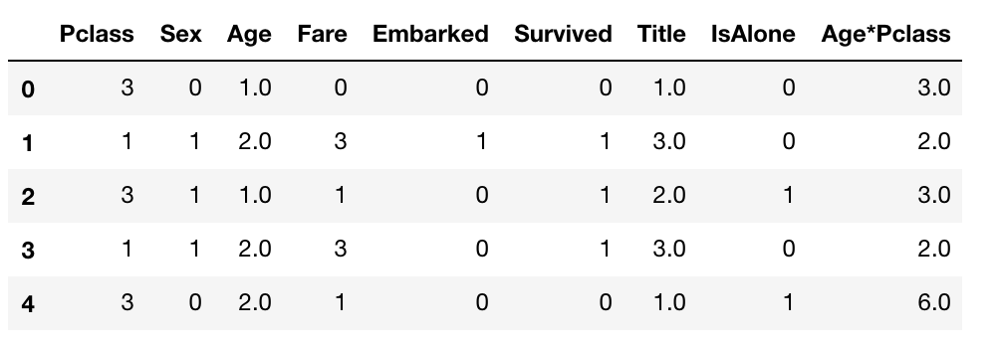 Pclass Sex Age Fare Embarked Survived Title IsAlone Age*Pclass
0 3 0 1.0 0 0 0 1.0 0 3.0
1 1 1 2.0 3 1 1 3.0 0 2.0
2 3 1 1.0 1 0 1 2.0 1 3.0
3 1 1 2.0 3 0 1 3.0 0 2.0
4 3 0 2.0 1 0 0 1.0 1 6.0